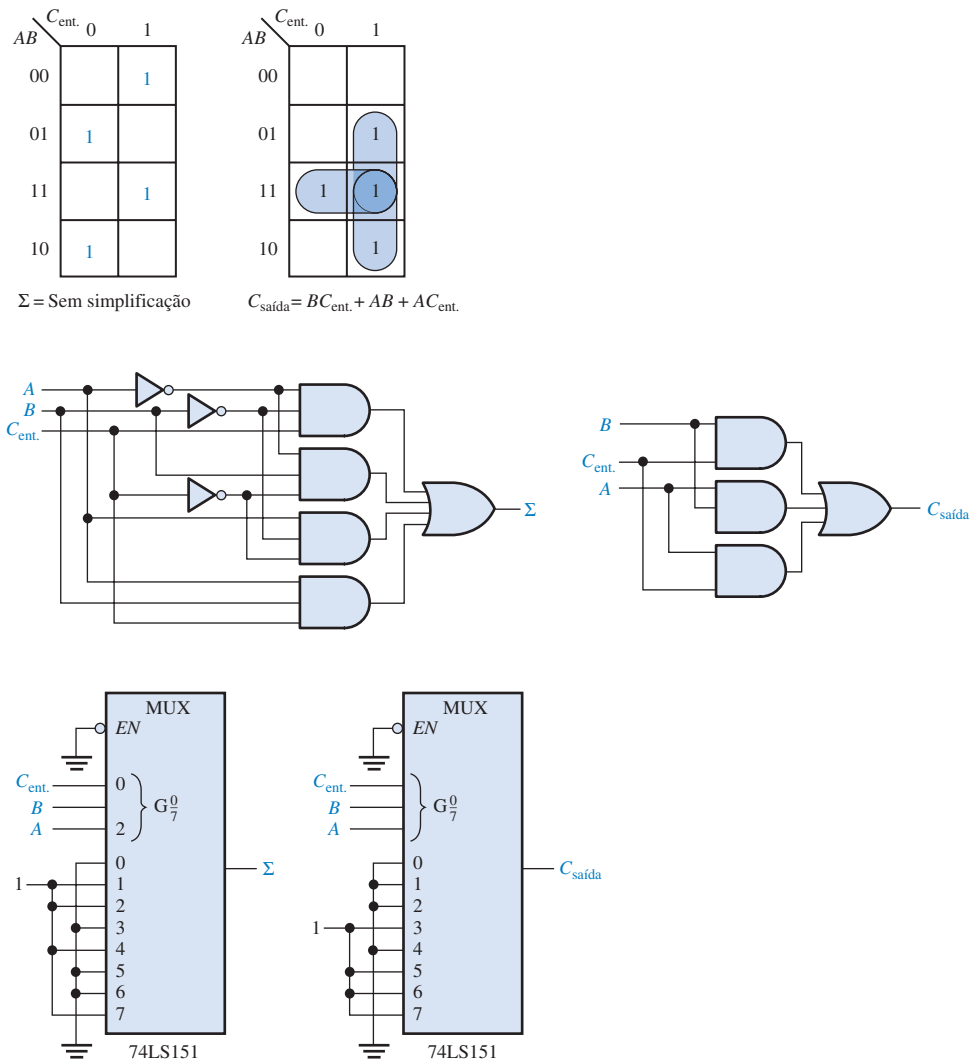 C_ent.
AB 0 1
00 1
01 1
11 1
10 1
Σ = Sem simplificação
C_ent.
AB 0 1
00
01 1
11 1 1
10 1
C_saída = BC_ent. + AB + AC_ent.
A
B
C_ent.
Σ
B
C_ent.
A
C_saída
MUX
EN
C_ent. 0
B G 0/7
A 2
0
1 1
2
3
4
5
6
7
Σ
74LS151
MUX
EN
C_ent.
B G 0/7
A
0
1
2
1 3
4
5
6
7
C_saída
74LS151